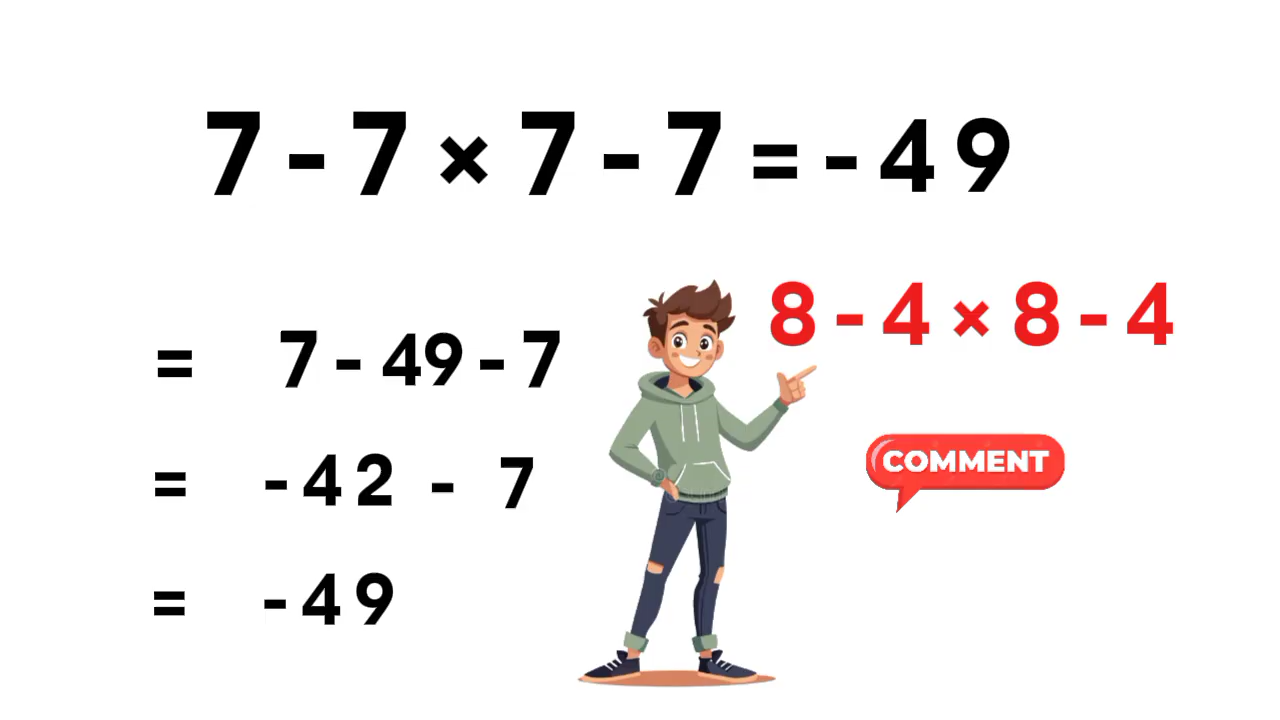 7 - 7 × 7 - 7 = - 49
8 - 4 × 8 - 4
= 7 - 49 - 7
COMMENT
= - 42 - 7
= - 49